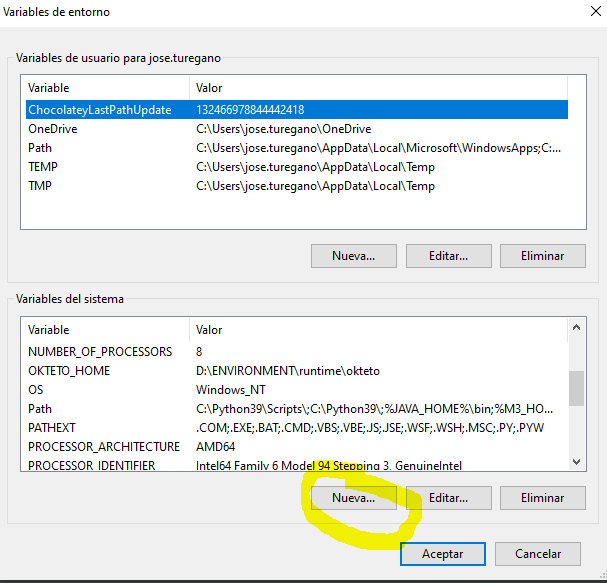 Variables de entorno
Variables de usuario para jose.turegano
Variable Valor
ChocolateyLastPathUpdate 132466978844442418
OneDrive C:\Users\jose.turegano\OneDrive
Path C:\Users\jose.turegano\AppData\Local\Microsoft\WindowsApps;C:...
TEMP C:\Users\jose.turegano\AppData\Local\Temp
TMP C:\Users\jose.turegano\AppData\Local\Temp
Nueva... Editar... Eliminar
Variables del sistema
Variable Valor
NUMBER_OF_PROCESSORS 8
OKTETO_HOME D:\ENVIRONMENT\runtime\okteto
OS Windows_NT
Path C:\Python39\Scripts\;C:\Python39\;%JAVA_HOME%\bin;%M3_HO...
PATHEXT .COM;.EXE;.BAT;.CMD;.VBS;.VBE;.JS;.JSE;.WSF;.WSH;.MSC;.PY;.PYW
PROCESSOR_ARCHITECTURE AMD64
PROCESSOR_IDENTIFIER Intel64 Family 6 Model 94 Stepping 3, GenuineIntel
Nueva... Editar... Eliminar
Aceptar Cancelar